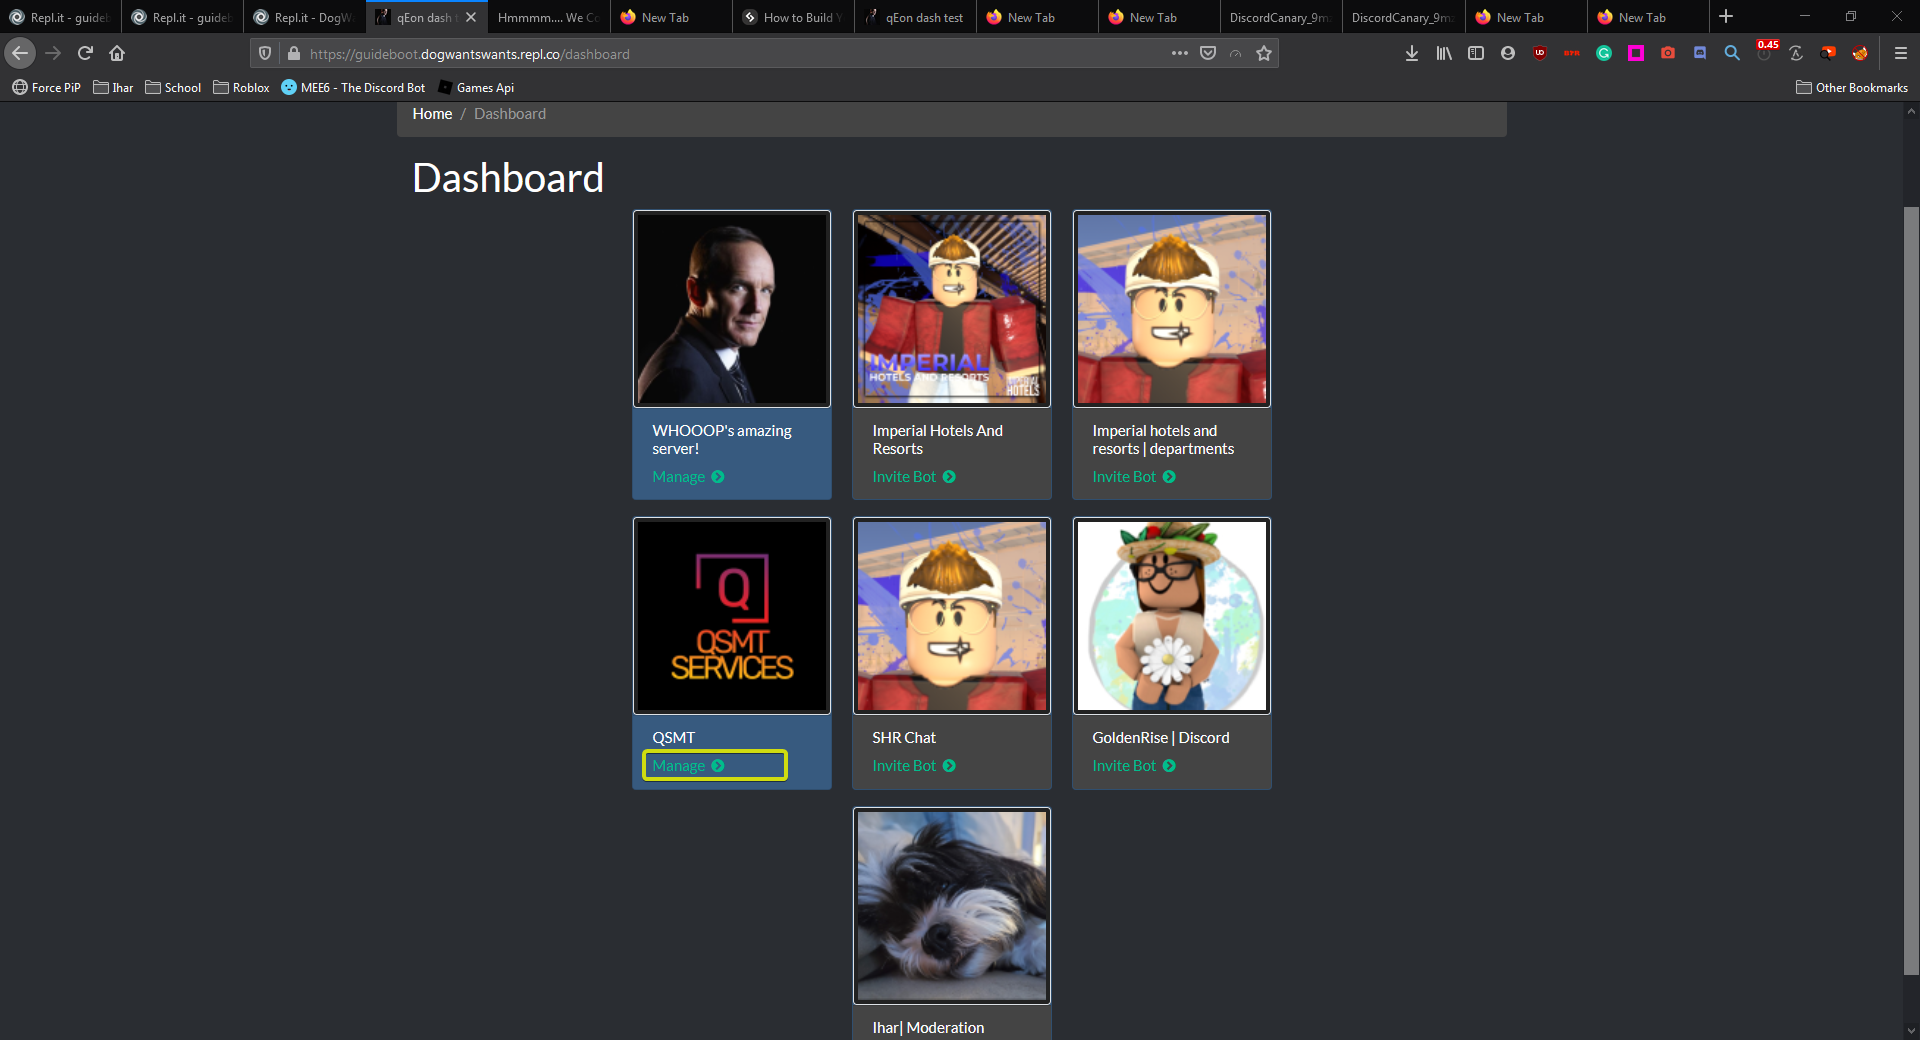 Repl.it - guideb
Repl.it - guideb
Repl.it - DogW
qEon dash t
Hmmmm.... We Co
New Tab
How to Build Y
qEon dash test
New Tab
New Tab
DiscordCanary_9m
DiscordCanary_9m
New Tab
New Tab
https://guideboot.dogwantswants.repl.co/dashboard
0.45
Force PiP
Ihar
School
Roblox
MEE6 - The Discord Bot
Games Api
Other Bookmarks
Home / Dashboard
Dashboard
IMPERIAL
HOTELS AND RESORTS
HOTELS
WHOOOP's amazing
server!
Manage
Imperial Hotels And
Resorts
Invite Bot
Imperial hotels and
resorts | departments
Invite Bot
Q
QSMT
SERVICES
QSMT
Manage
SHR Chat
Invite Bot
GoldenRise | Discord
Invite Bot
Ihar| Moderation